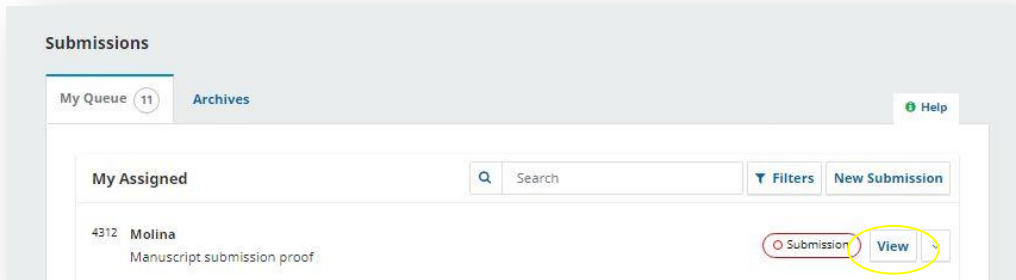 Submissions
My Queue 11 Archives
Help
My Assigned Search Filters New Submission
4312 Molina Submission View
Manuscript submission proof